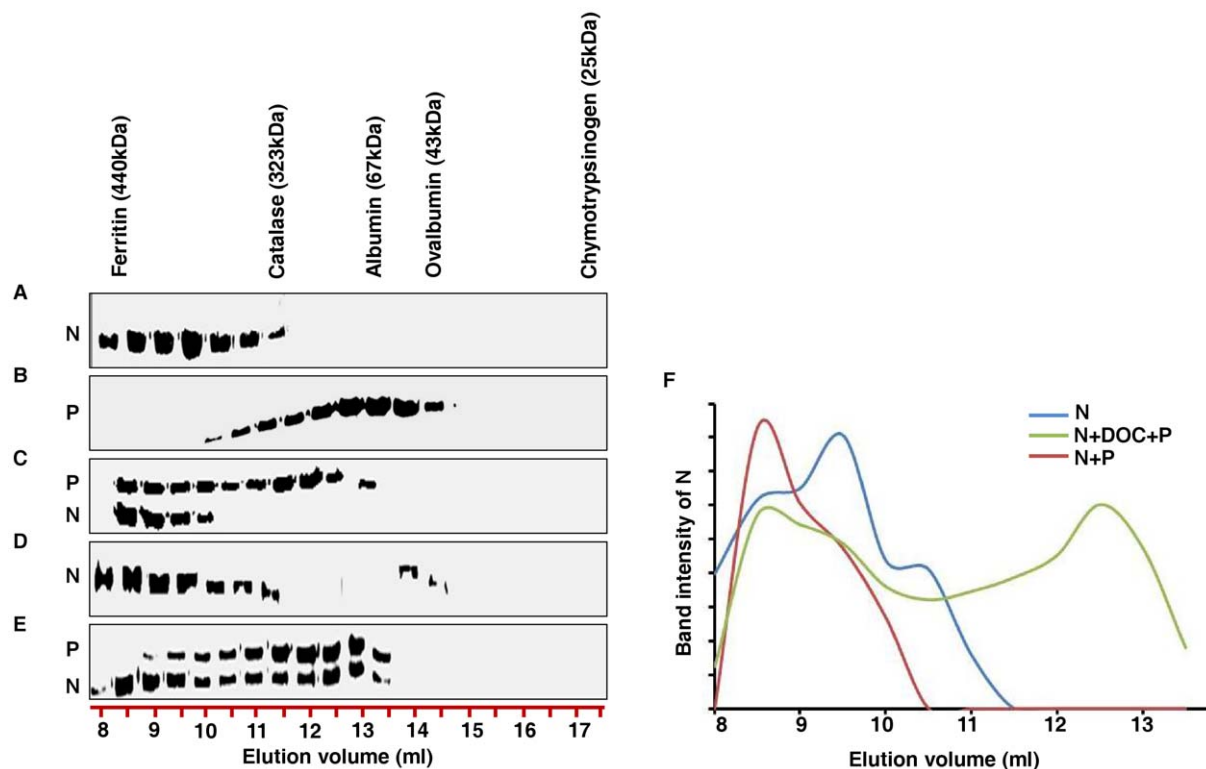 Ferritin (440kDa)
Catalase (323kDa)
Albumin (67kDa)
Ovalbumin (43kDa)
Chymotrypsinogen (25kDa)
A
N
B
P
C
P
N
D
N
E
P
N
8 9 10 11 12 13 14 15 16 17
Elution volume (ml)
F
N
N+DOC+P
N+P
Band intensity of N
8 9 10 11 12 13
Elution volume (ml)